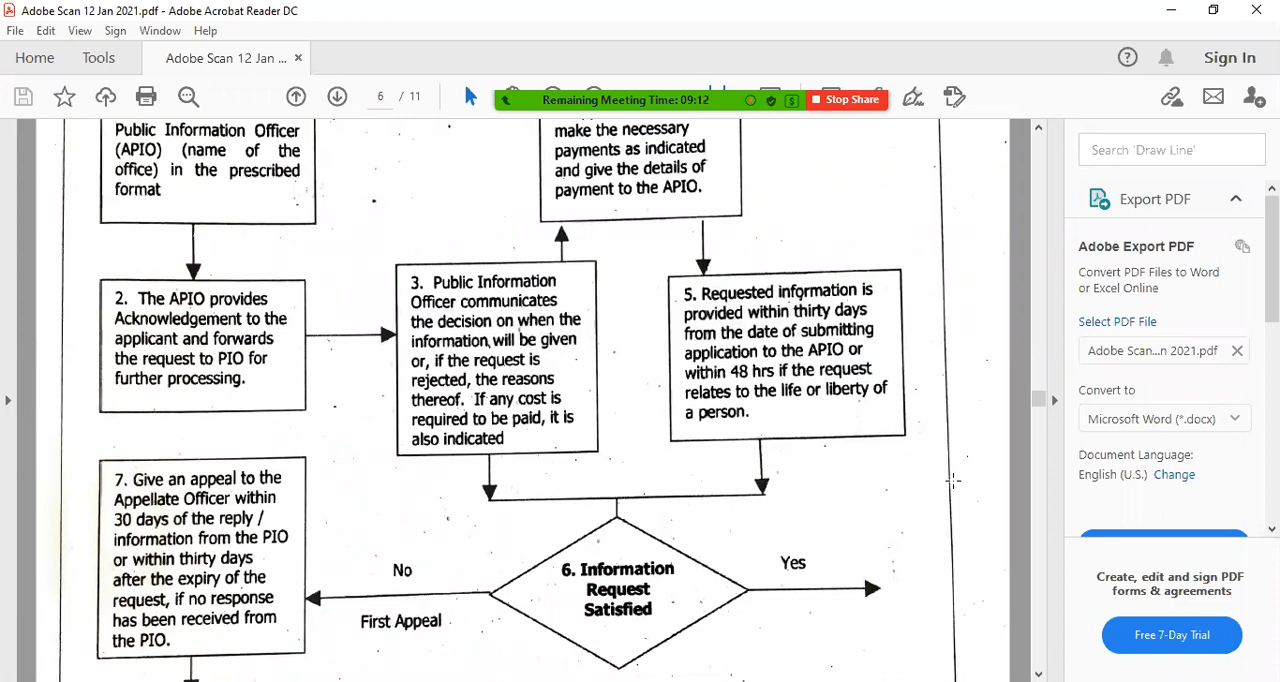 Adobe Scan 12 Jan 2021.pdf - Adobe Acrobat Reader DC
File Edit View Sign Window Help
Home Tools Adobe Scan 12 Jan ... × Sign In
6 / 11
Remaining Meeting Time: 09:12 Stop Share
Public Information Officer
(APIO) (name of the
office) in the prescribed
format
make the necessary
payments as indicated
and give the details of
payment to the APIO.
2. The APIO provides
Acknowledgement to the
applicant and forwards
the request to PIO for
further processing.
3. Public Information
Officer communicates
the decision on when the
information, will be given
or, if the request is
rejected, the reasons
thereof. If any cost is
required to be paid, it is
also indicated
5. Requested information is
provided within thirty days
from the date of submitting
application to the APIO or
within 48 hrs if the request
relates to the life or liberty of
a person.
7. Give an appeal to the
Appellate Officer within
30 days of the reply /
information from the PIO
or within thirty days
after the expiry of the
request, if no response
has been received from
the PIO.
No
First Appeal
6. Information
Request
Satisfied
Yes
Search 'Draw Line'
Export PDF
Adobe Export PDF
Convert PDF Files to Word
or Excel Online
Select PDF File
Adobe Scan...n 2021.pdf
Convert to
Microsoft Word (*.docx)
Document Language:
English (U.S.) Change
Create, edit and sign PDF
forms & agreements
Free 7-Day Trial